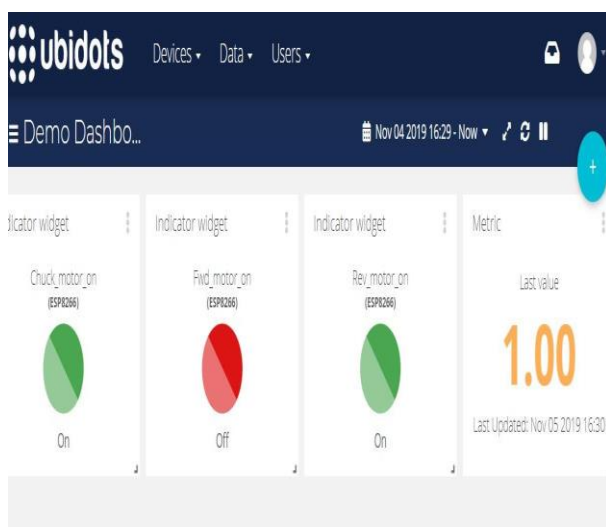 ubidots Devices Data Users
Demo Dashbo... Nov 04 2019 16:29 - Now
dicator widget
Chuck_motor_on
(ESP8266)
On
Indicator widget
Fwd_motor_on
(ESP8266)
Off
Indicator widget
Rev_motor_on
(ESP8266)
On
Metric
Last value
1.00
Last Updated: Nov 05 2019 16:30
+